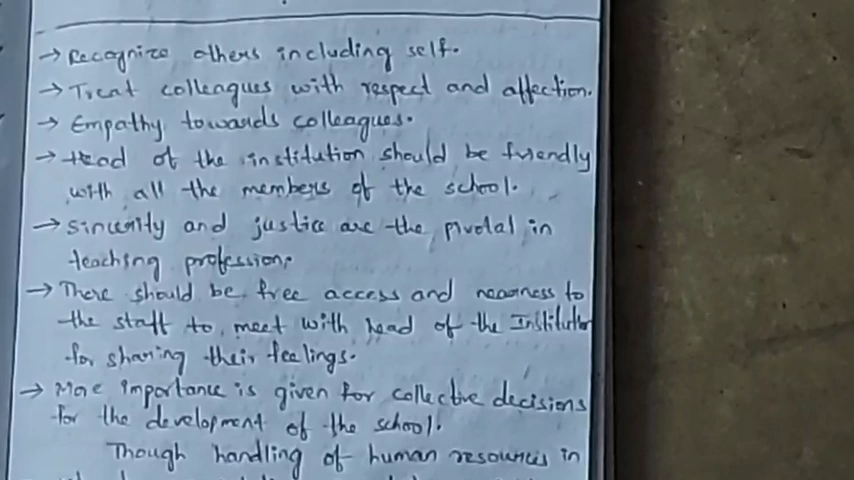 → Recognize others including self.
→ Treat colleagues with respect and affection.
→ Empathy towards colleagues.
→ Head of the institution should be friendly
with all the members of the school.
→ Sincerity and justice are the pivotal in
teaching profession.
→ There should be free access and nearness to
the staff to meet with head of the Institution
for sharing their feelings.
→ More importance is given for collective decisions
for the development of the school.
Though handling of human resources in